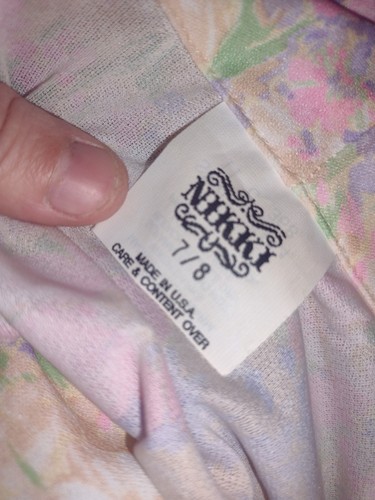 NIKKI
7/8
MADE IN U.S.A.
CARE & CONTENT OVER